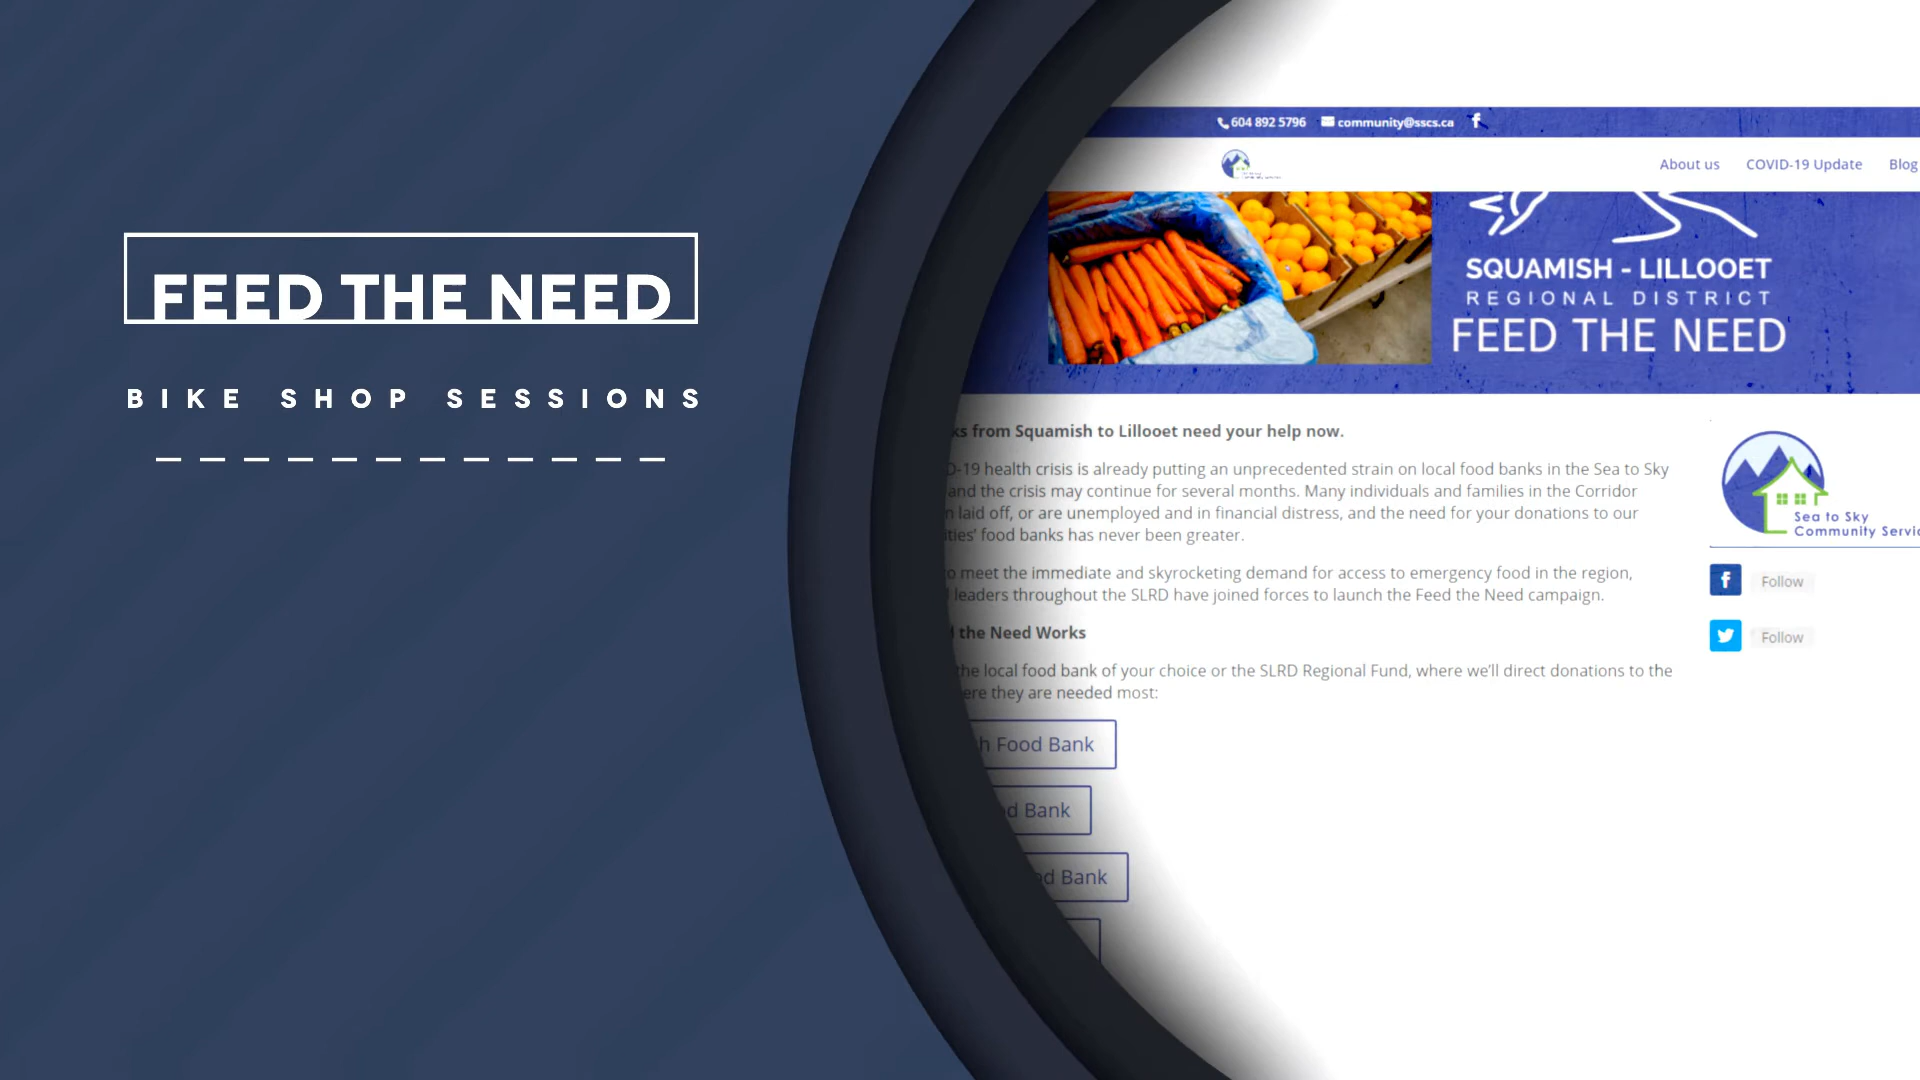 FEED THE NEED
BIKE SHOP SESSIONS
604 892 5796 community@sscs.ca
About us COVID-19 Update Blog
SQUAMISH - LILLOOET
REGIONAL DISTRICT
FEED THE NEED
from Squamish to Lillooet need your help now.
health crisis is already putting an unprecedented strain on local food banks in the Sea to Sky
and the crisis may continue for several months. Many individuals and families in the Corridor
laid off, or are unemployed and in financial distress, and the need for your donations to our
food banks has never been greater.
meet the immediate and skyrocketing demand for access to emergency food in the region,
leaders throughout the SLRD have joined forces to launch the Feed the Need campaign.
the Need Works
the local food bank of your choice or the SLRD Regional Fund, where we'll direct donations to the
they are needed most:
Food Bank
Bank
Bank
Sea to Sky
Community
Follow
Follow